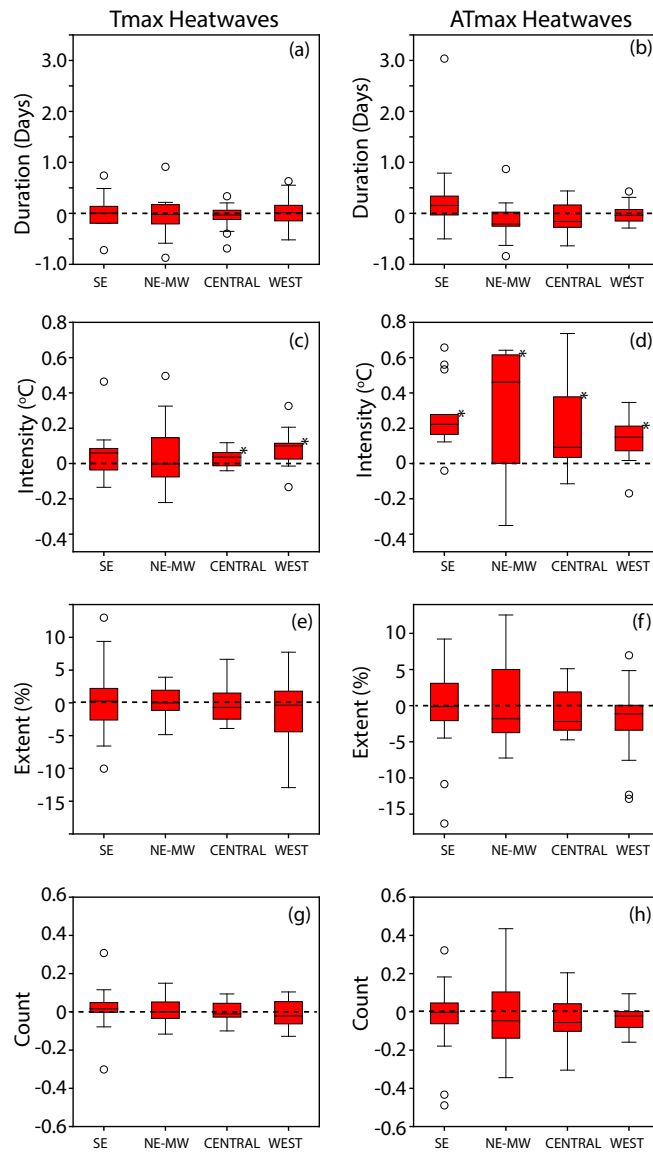 Tmax Heatwaves
ATmax Heatwaves
(a)
Duration (Days)
3.0
2.0
1.0
0
-1.0
SE NE-MW CENTRAL WEST
(b)
Duration (Days)
3.0
2.0
1.0
0
-1.0
SE NE-MW CENTRAL WEST
(c)
Intensity (°C)
0.8
0.6
0.4
0.2
0
-0.2
-0.4
* *
SE NE-MW CENTRAL WEST
(d)
Intensity (°C)
0.8
0.6
0.4
0.2
0
-0.2
-0.4
* * * *
SE NE-MW CENTRAL WEST
(e)
Extent (%)
10
5
0
-5
-10
-15
SE NE-MW CENTRAL WEST
(f)
Extent (%)
10
5
0
-5
-10
-15
SE NE-MW CENTRAL WEST
(g)
Count
0.6
0.4
0.2
0
-0.2
-0.4
-0.6
SE NE-MW CENTRAL WEST
(h)
Count
0.6
0.4
0.2
0
-0.2
-0.4
-0.6
SE NE-MW CENTRAL WEST